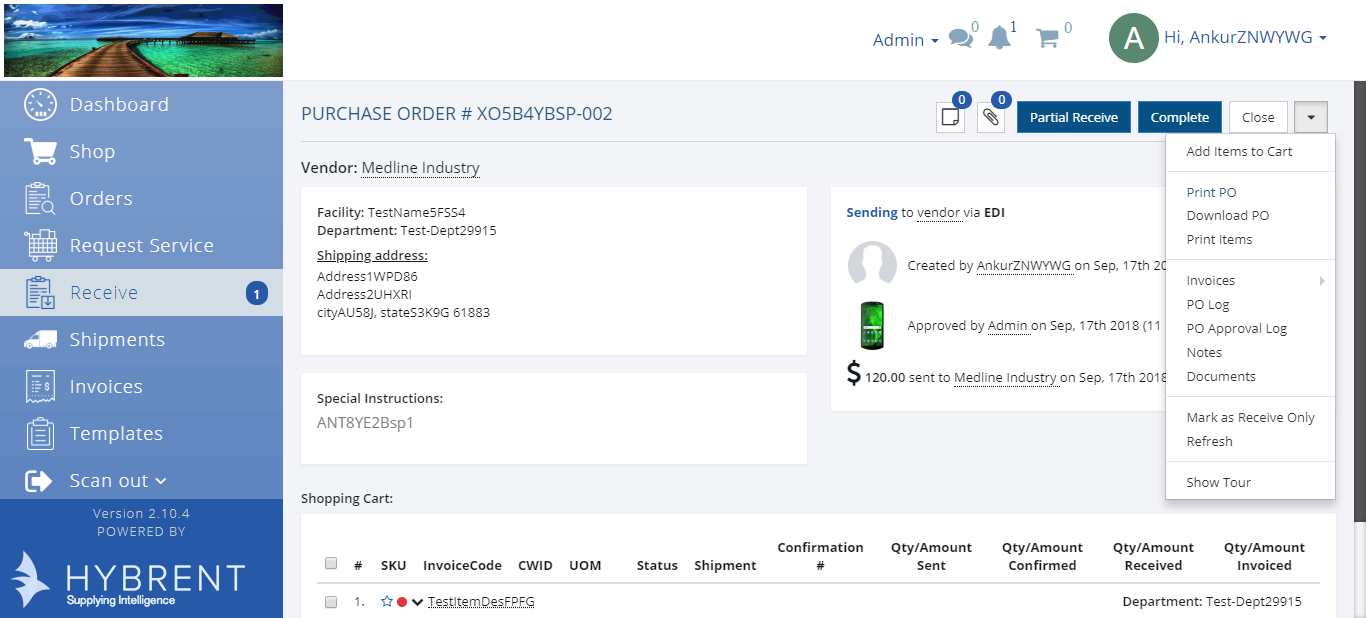 Admin
0
1
0
A
Hi, AnkurZNWYWG
Dashboard
Shop
Orders
Request Service
Receive
1
Shipments
Invoices
Templates
Scan out
Version 2.10.4
POWERED BY
HYBRENT
Supplying Intelligence
PURCHASE ORDER # XO5B4YBSP-002
0
0
Partial Receive
Complete
Close
Vendor: Medline Industry
Facility: TestName5FSS4
Department: Test-Dept29915
Shipping address:
Address1WPD86
Address2UHXRI
cityAU58J, stateS3K9G 61883
Special Instructions:
ANT8YE2Bsp1
Sending to vendor via EDI
Created by AnkurZNWYWG on Sep, 17th 20
Approved by Admin on Sep, 17th 2018 (11
$ 120.00 sent to Medline Industry on Sep, 17th 2018
Add Items to Cart
Print PO
Download PO
Print Items
Invoices
PO Log
PO Approval Log
Notes
Documents
Mark as Receive Only
Refresh
Show Tour
Shopping Cart:
# SKU InvoiceCode CWID UOM Status Shipment Confirmation # Qty/Amount Sent Qty/Amount Confirmed Qty/Amount Received Qty/Amount Invoiced
1. TestItemDesFPFG Department: Test-Dept29915